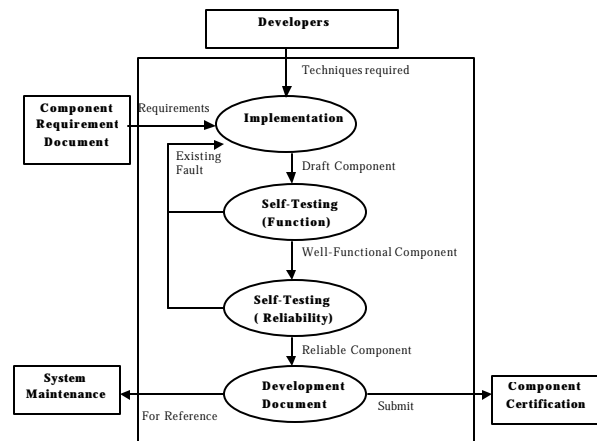 Developers
Techniques required
Component
Requirement
Document
Requirements
Implementation
Existing
Fault
Draft Component
Self-Testing
(Function)
Well-Functional Component
Self-Testing
( Reliability)
Reliable Component
System
Maintenance
For Reference
Development
Document
Submit
Component
Certification